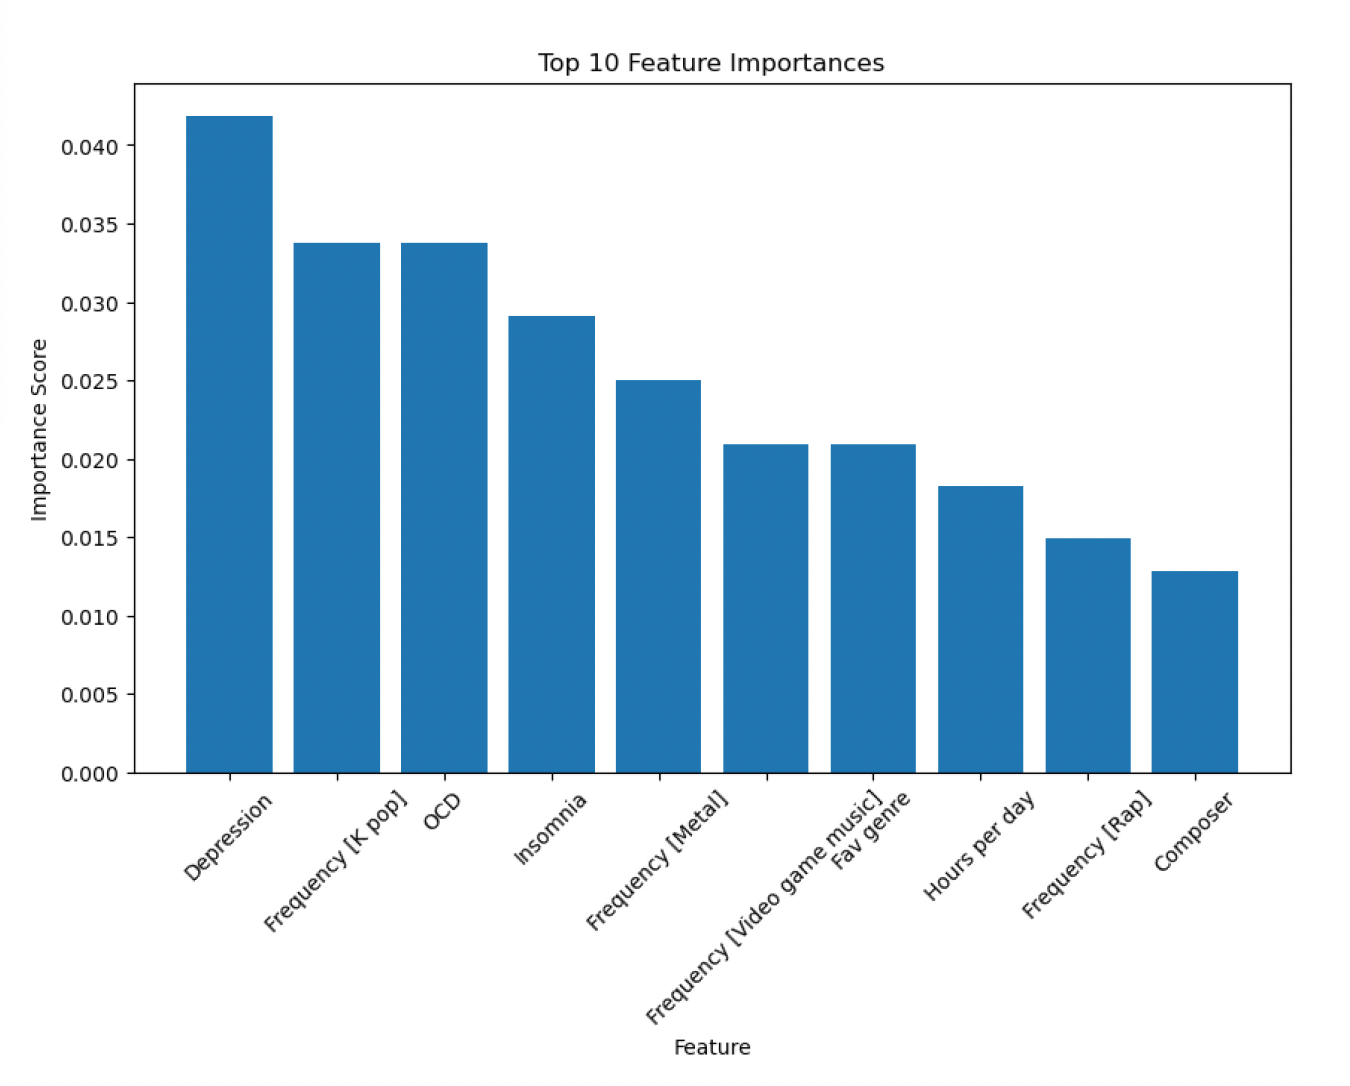 Top 10 Feature Importances
Importance Score
0.040
0.035
0.030
0.025
0.020
0.015
0.010
0.005
0.000
Depression
Frequency [K pop]
OCD
Insomnia
Frequency [Metal]
Frequency [Video game music]
Fav genre
Hours per day
Frequency [Rap]
Composer
Feature